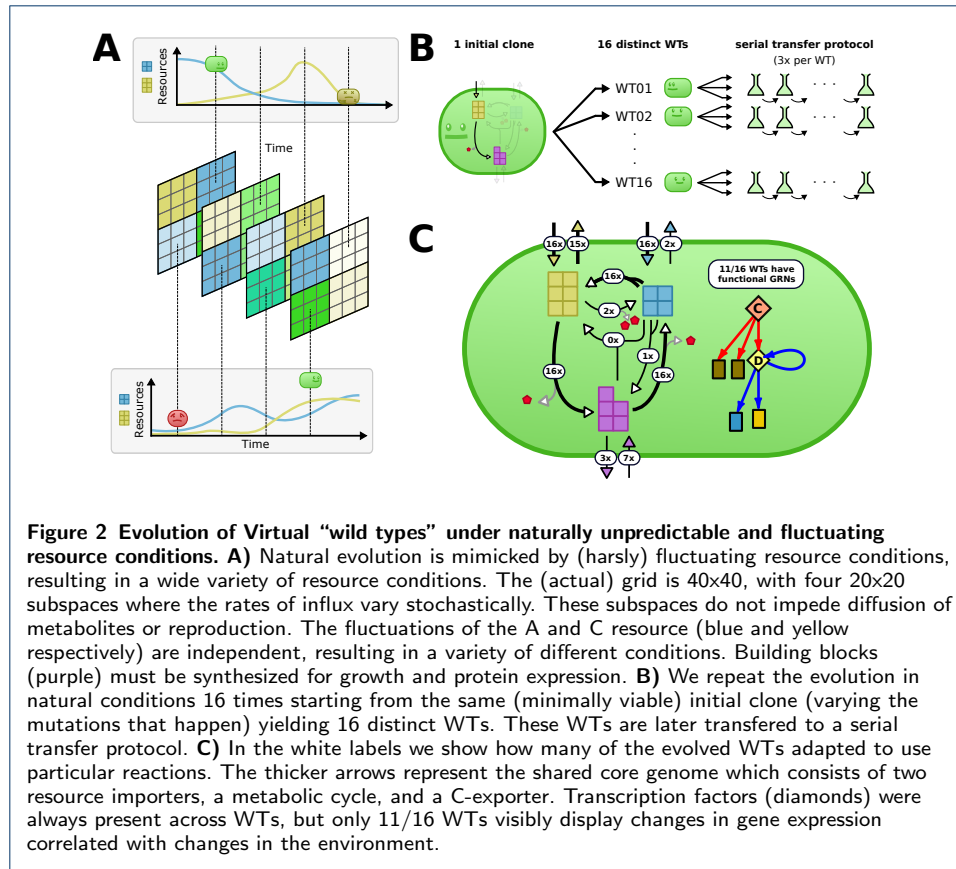 A
Resources
Time
Resources
Time
B
1 initial clone
16 distinct WTs
serial transfer protocol
(3x per WT)
WT01
WT02
.
.
.
WT16
. . .
. . .
. . .
C
16x
15x
16x
2x
16x
2x
0x
1x
16x
16x
3x
7x
11/16 WTs have
functional GRNs
C
D
Figure 2 Evolution of Virtual “wild types” under naturally unpredictable and fluctuating
resource conditions. A) Natural evolution is mimicked by (harsly) fluctuating resource conditions,
resulting in a wide variety of resource conditions. The (actual) grid is 40x40, with four 20x20
subspaces where the rates of influx vary stochastically. These subspaces do not impede diffusion of
metabolites or reproduction. The fluctuations of the A and C resource (blue and yellow
respectively) are independent, resulting in a variety of different conditions. Building blocks
(purple) must be synthesized for growth and protein expression. B) We repeat the evolution in
natural conditions 16 times starting from the same (minimally viable) initial clone (varying the
mutations that happen) yielding 16 distinct WTs. These WTs are later transfered to a serial
transfer protocol. C) In the white labels we show how many of the evolved WTs adapted to use
particular reactions. The thicker arrows represent the shared core genome which consists of two
resource importers, a metabolic cycle, and a C-exporter. Transcription factors (diamonds) were
always present across WTs, but only 11/16 WTs visibly display changes in gene expression
correlated with changes in the environment.